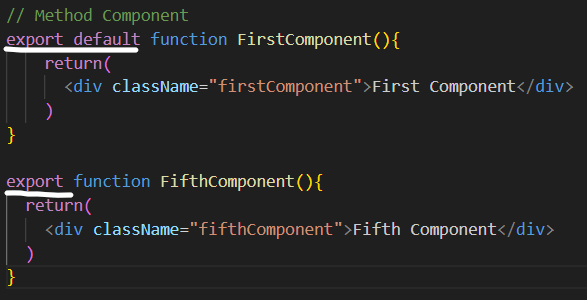 // Method Component
export default function FirstComponent(){
return(
<div className="firstComponent">First Component</div>
)
}
export function FifthComponent(){
return(
<div className="fifthComponent">Fifth Component</div>
)
}